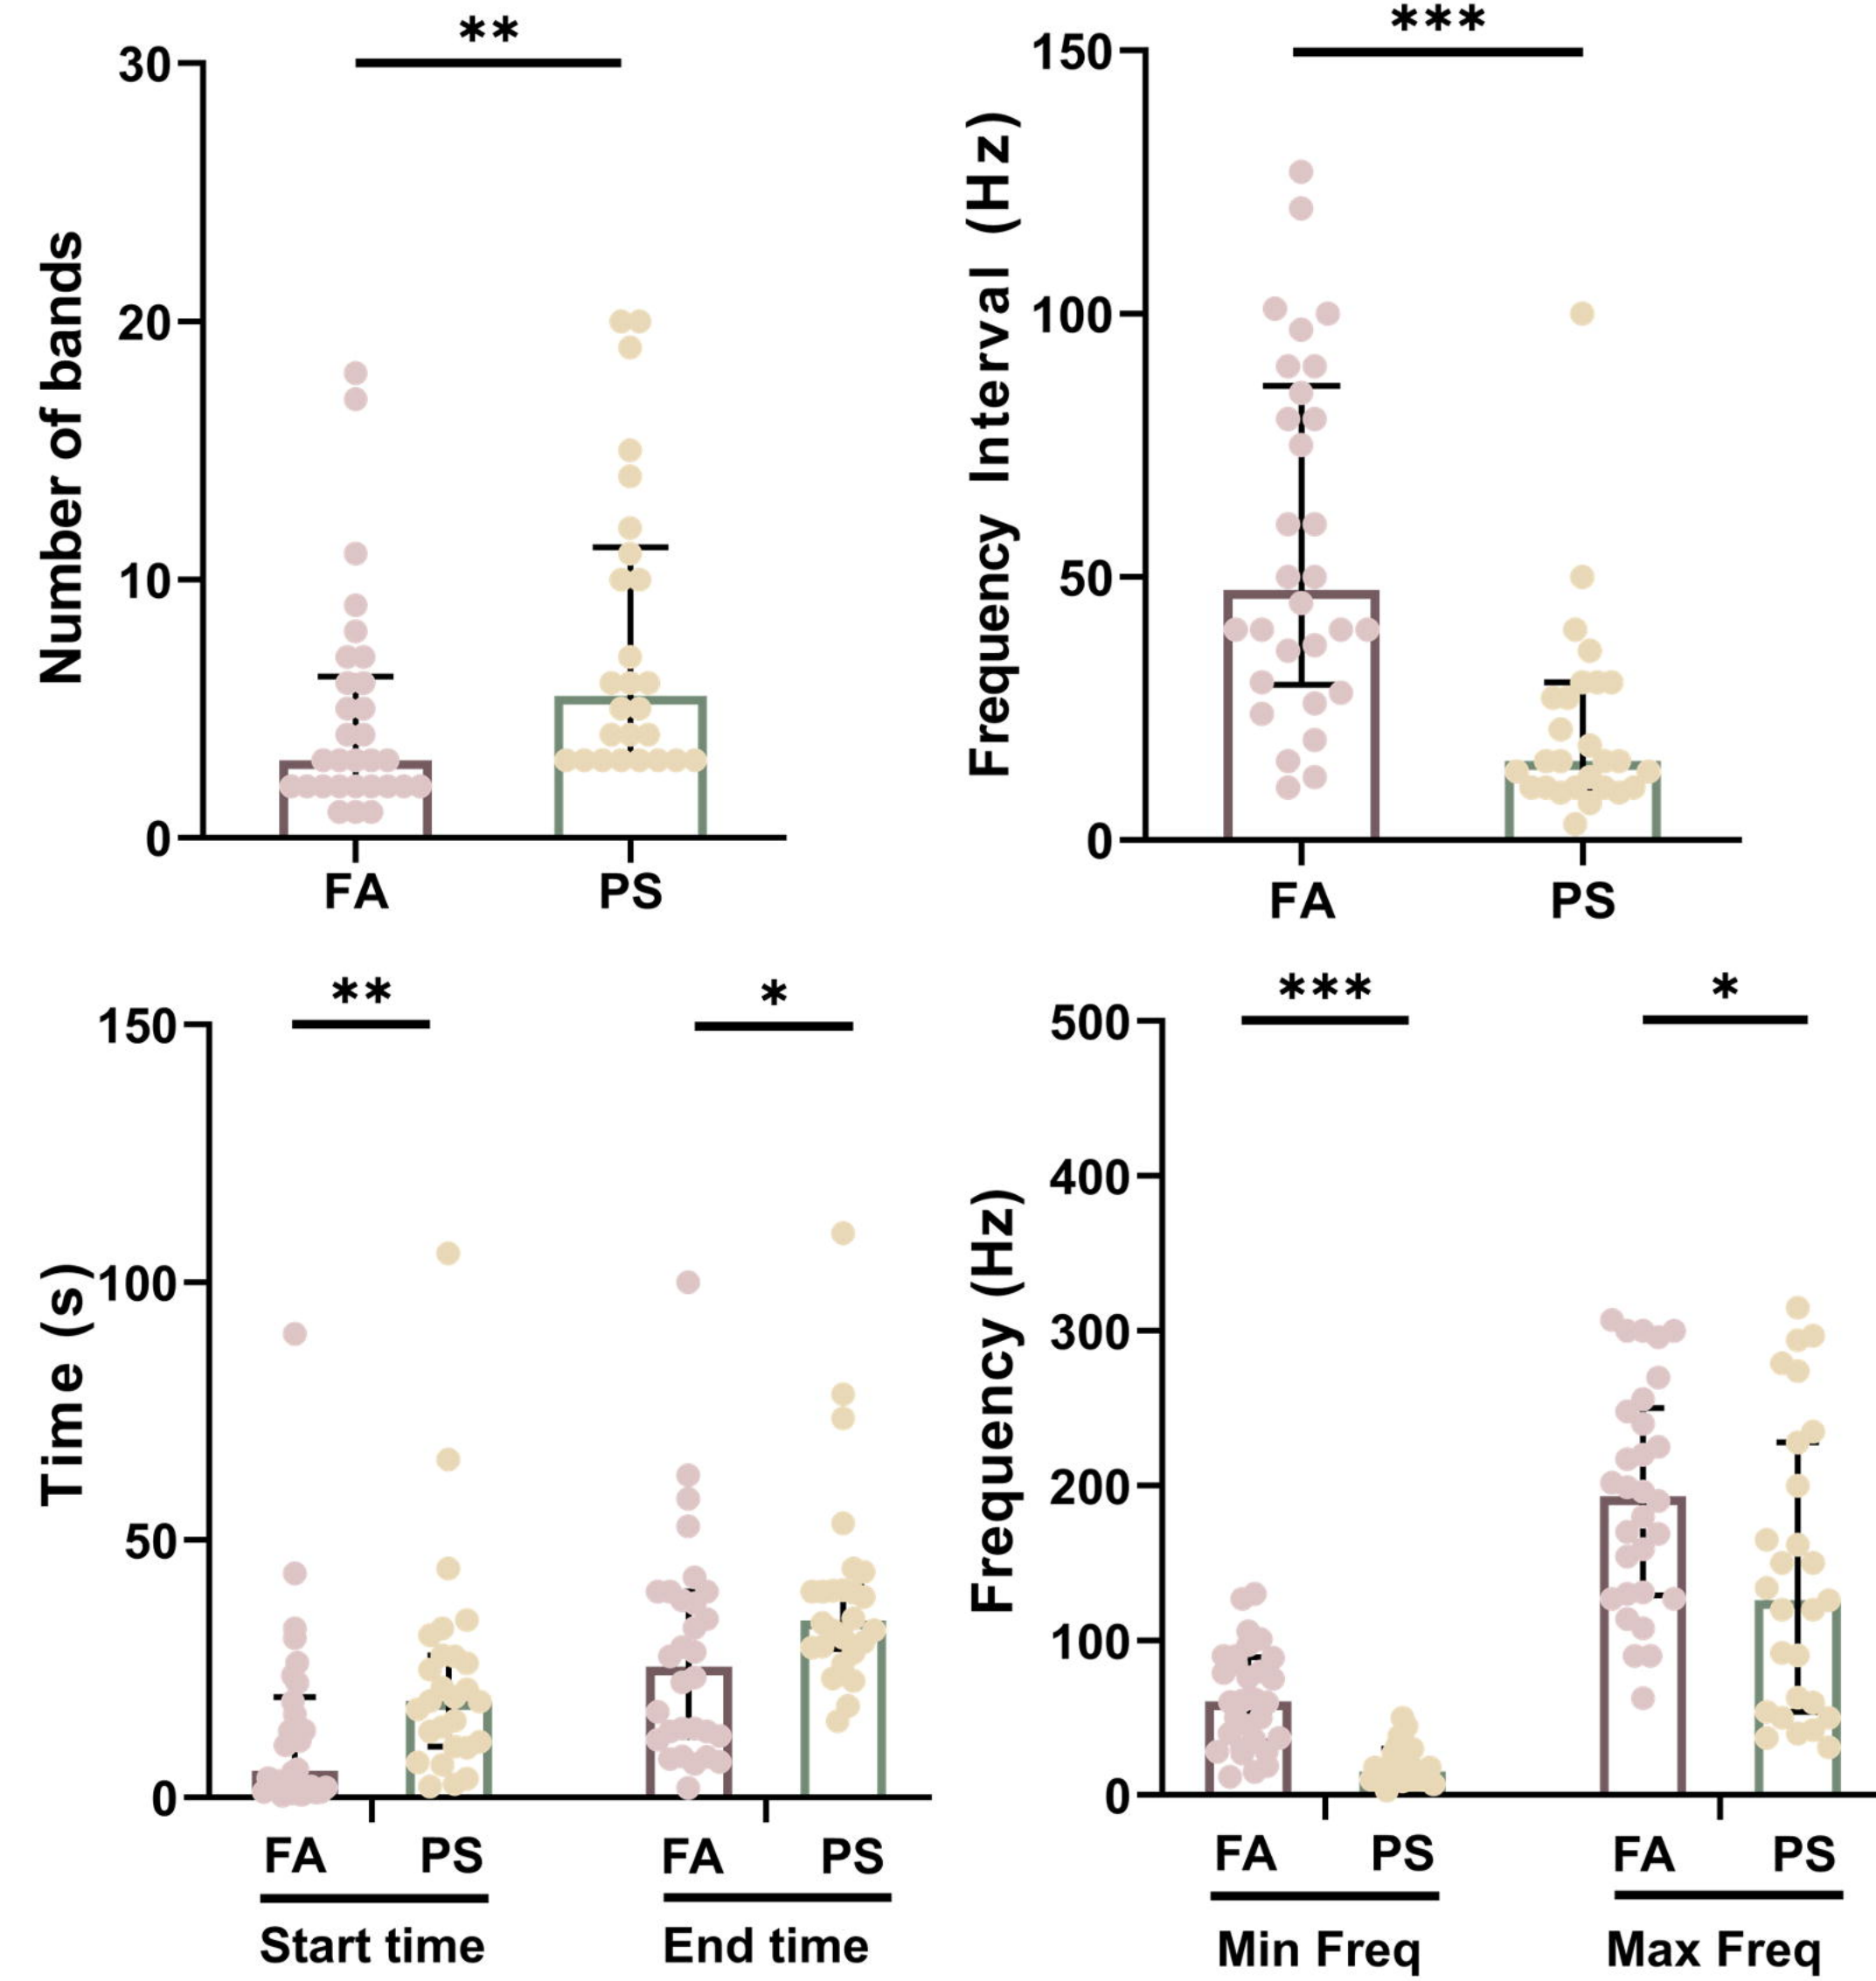 **
30
20
10
0
Number of bands
FA
PS
***
150
100
50
0
Frequency Interval (Hz)
FA
PS
**
*
150
100
50
0
Time (s)
FA
PS
FA
PS
Start time
End time
***
*
500
400
300
200
100
0
Frequency (Hz)
FA
PS
FA
PS
Min Freq
Max Freq